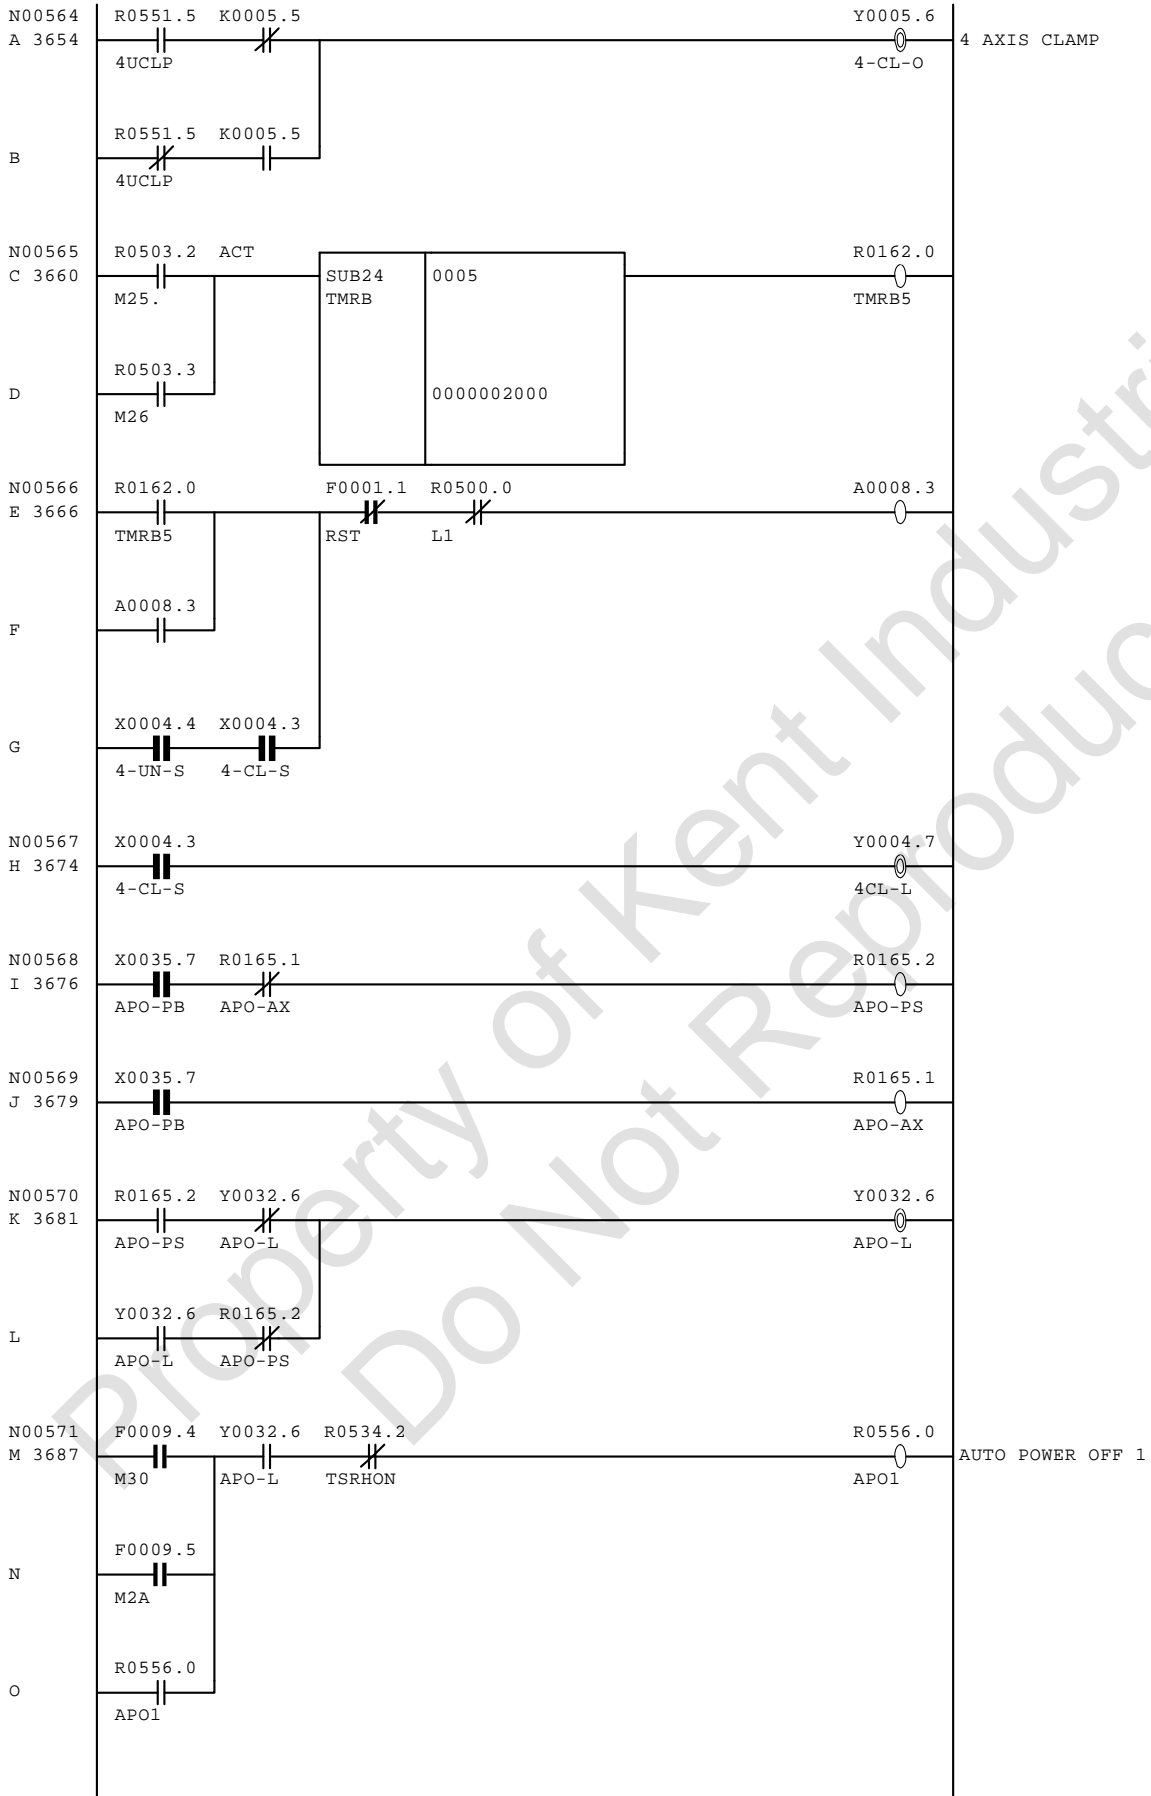 N00564 R0551.5 K0005.5 Y0005.6
A 3654 4 AXIS CLAMP
4UCLP 4-CL-O
R0551.5 K0005.5
B
4UCLP
N00565 R0503.2 ACT R0162.0
C 3660 SUB24 0005
M25. TMRB TMRB5
R0503.3
D 0000002000
M26
N00566 R0162.0 F0001.1 R0500.0 A0008.3
E 3666
TMRB5 RST L1
A0008.3
F
X0004.4 X0004.3
G
4-UN-S 4-CL-S
N00567 X0004.3 Y0004.7
H 3674
4-CL-S 4CL-L
N00568 X0035.7 R0165.1 R0165.2
I 3676
APO-PB APO-AX APO-PS
N00569 X0035.7 R0165.1
J 3679
APO-PB APO-AX
N00570 R0165.2 Y0032.6 Y0032.6
K 3681
APO-PS APO-L APO-L
Y0032.6 R0165.2
L
APO-L APO-PS
N00571 F0009.4 Y0032.6 R0534.2 R0556.0
M 3687 AUTO POWER OFF 1
M30 APO-L TSRHON APO1
F0009.5
N
M2A
R0556.0
O
APO1
Property of Kent
Do Not